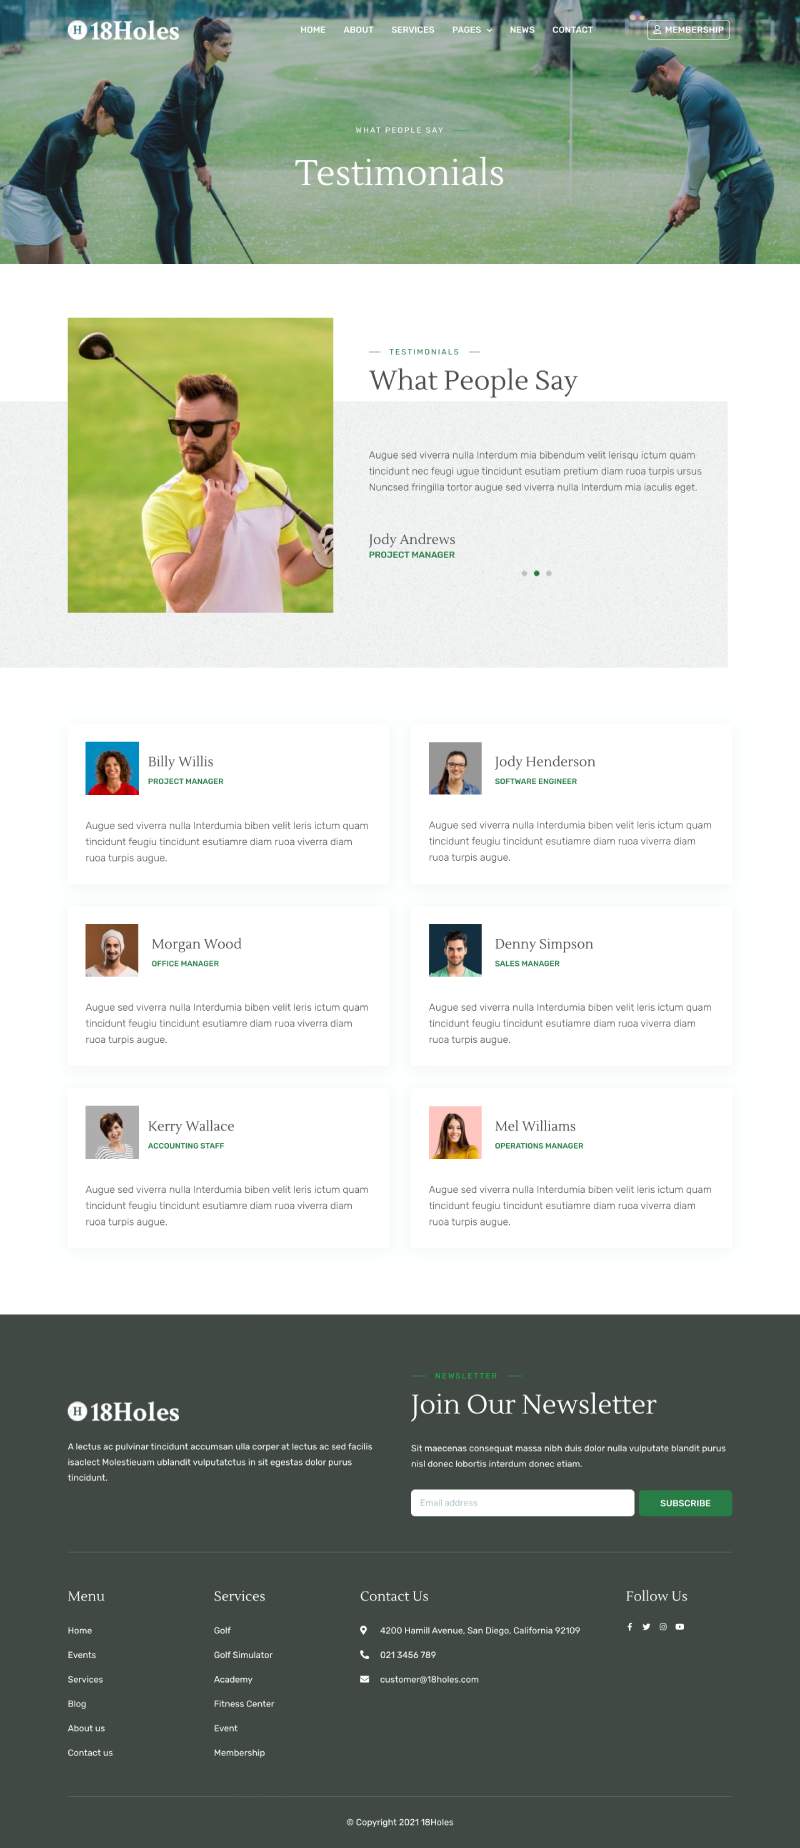 18Holes
HOME ABOUT SERVICES PAGES NEWS CONTACT MEMBERSHIP
WHAT PEOPLE SAY
Testimonials
TESTIMONIALS
What People Say
Augue sed viverra nulla Interdum mia bibendum velit lerisqu ictum quam
tincidunt nec feugi ugue tincidunt esutiam pretium diam ruoa turpis ursus
Nuncsed fringilla tortor augue sed viverra nulla Interdum mia iaculis eget.
Jody Andrews
PROJECT MANAGER
Billy Willis
PROJECT MANAGER
Augue sed viverra nulla Interdumia biben velit leris ictum quam
tincidunt feugiu tincidunt esutiamre diam ruoa viverra diam
ruoa turpis augue.
Jody Henderson
SOFTWARE ENGINEER
Augue sed viverra nulla Interdumia biben velit leris ictum quam
tincidunt feugiu tincidunt esutiamre diam ruoa viverra diam
ruoa turpis augue.
Morgan Wood
OFFICE MANAGER
Augue sed viverra nulla Interdumia biben velit leris ictum quam
tincidunt feugiu tincidunt esutiamre diam ruoa viverra diam
ruoa turpis augue.
Denny Simpson
SALES MANAGER
Augue sed viverra nulla Interdumia biben velit leris ictum quam
tincidunt feugiu tincidunt esutiamre diam ruoa viverra diam
ruoa turpis augue.
Kerry Wallace
ACCOUNTING STAFF
Augue sed viverra nulla Interdumia biben velit leris ictum quam
tincidunt feugiu tincidunt esutiamre diam ruoa viverra diam
ruoa turpis augue.
Mel Williams
OPERATIONS MANAGER
Augue sed viverra nulla Interdumia biben velit leris ictum quam
tincidunt feugiu tincidunt esutiamre diam ruoa viverra diam
ruoa turpis augue.
H 18Holes
A lectus ac pulvinar tincidunt accumsan ulla corper at lectus ac sed facilis
isaclect Molestieuam ublandit vulputatctus in sit egestas dolor purus
tincidunt.
NEWSLETTER
Join Our Newsletter
Sit maecenas consequat massa nibh duis dolor nulla vulputate blandit purus
nisl donec lobortis interdum donec etiam.
Email address
SUBSCRIBE
Menu
Home
Events
Services
Blog
About us
Contact us
Services
Golf
Golf Simulator
Academy
Fitness Center
Event
Membership
Contact Us
4200 Hamill Avenue, San Diego, California 92109
021 3456 789
customer@18holes.com
Follow Us
© Copyright 2021 18Holes